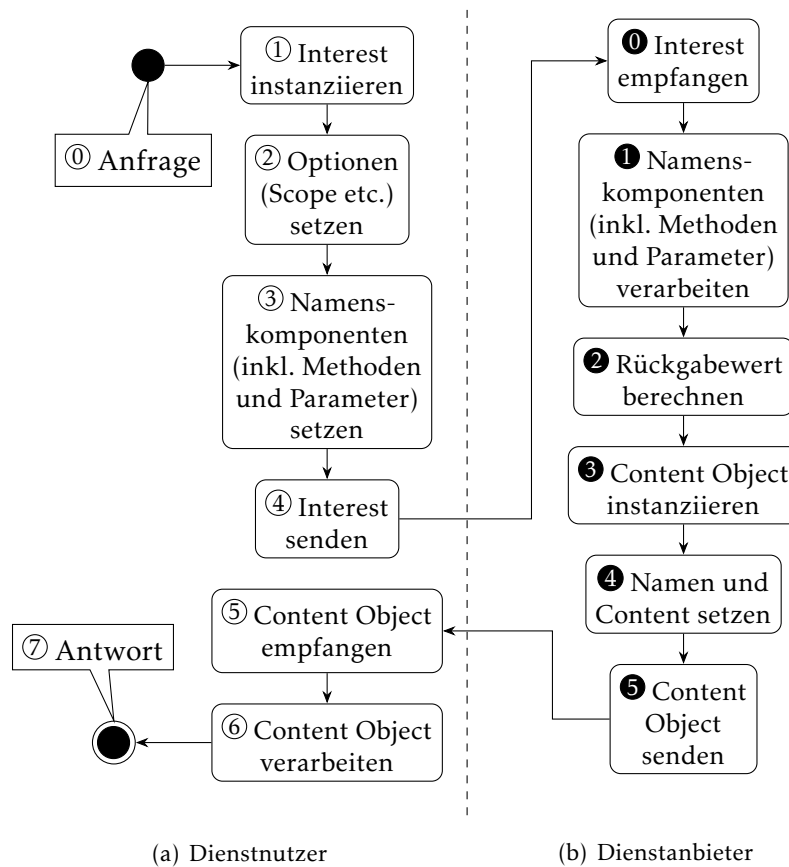 ① Interest
instanziieren
⓪ Anfrage
② Optionen
(Scope etc.)
setzen
③ Namens-
komponenten
(inkl. Methoden
und Parameter)
setzen
④ Interest
senden
⑤ Content Object
empfangen
⑦ Antwort
⑥ Content Object
verarbeiten
(a) Dienstnutzer
⓿ Interest
empfangen
❶ Namens-
komponenten
(inkl. Methoden
und Parameter)
verarbeiten
❷ Rückgabewert
berechnen
❸ Content Object
instanziieren
❹ Namen und
Content setzen
❺ Content
Object
senden
(b) Dienstanbieter